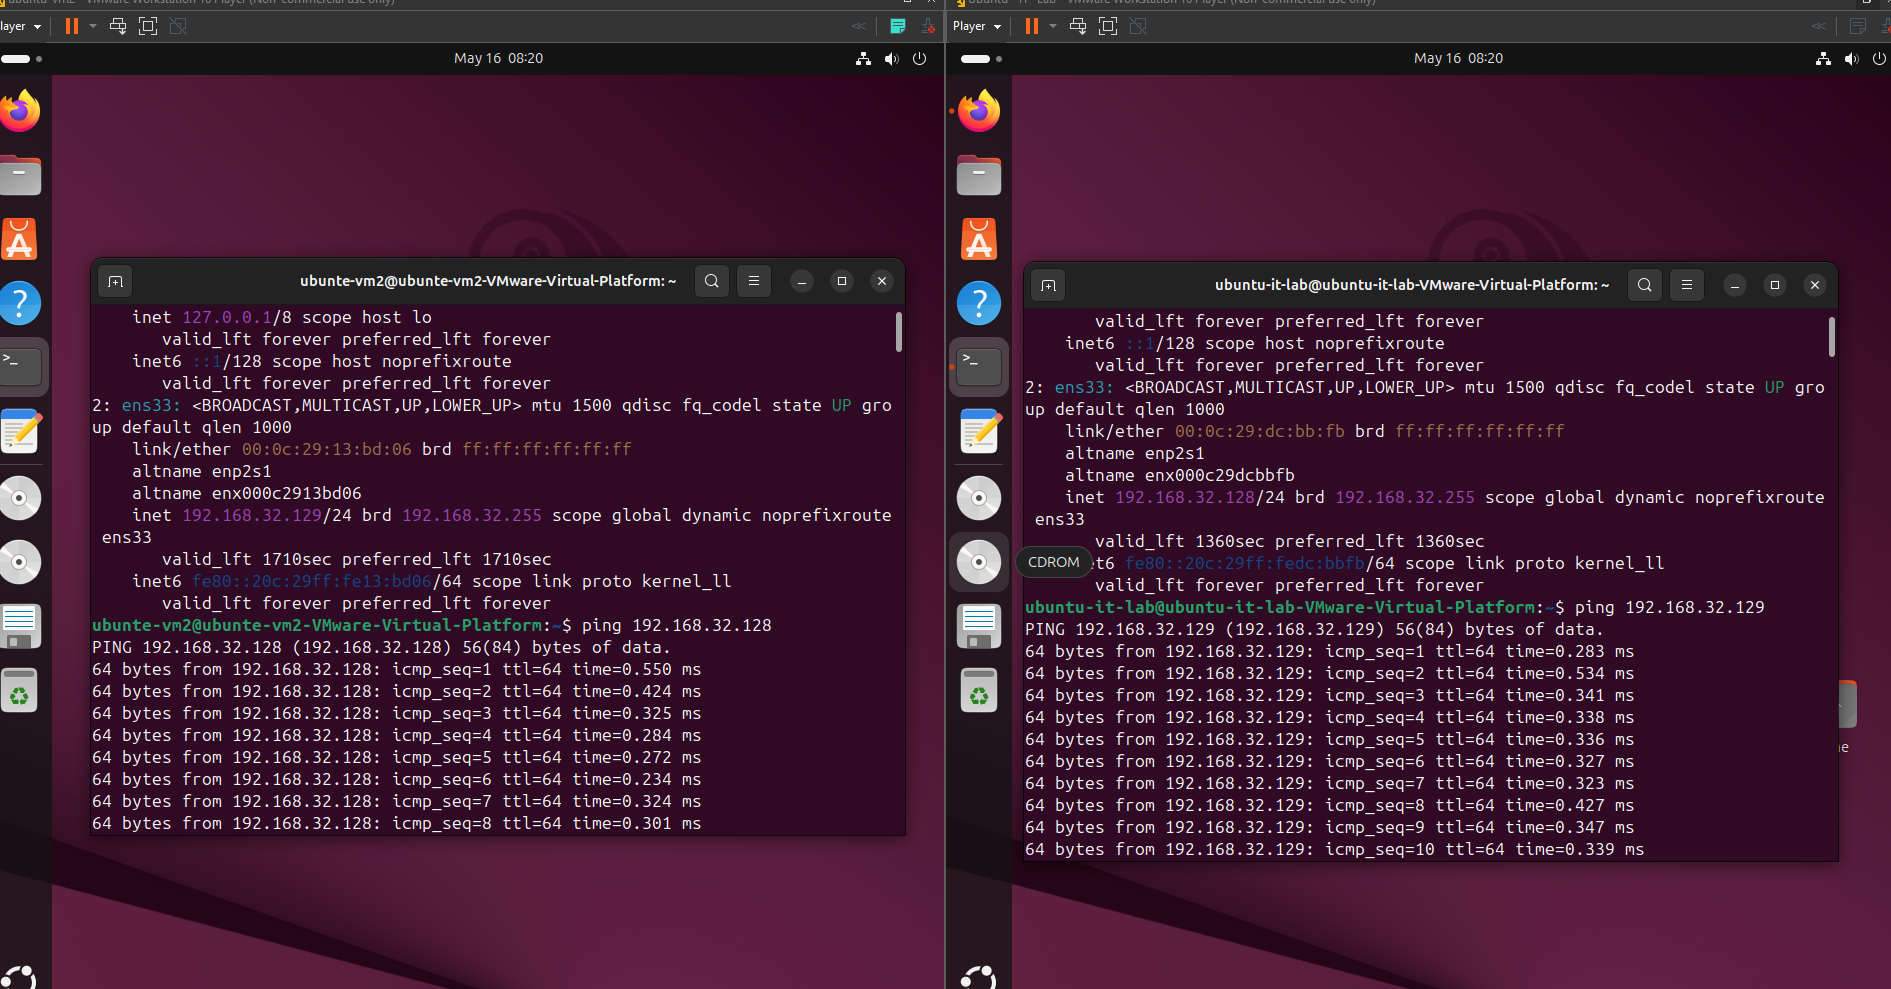 Player
May 16 08:20
ubunte-vm2@ubunte-vm2-VMware-Virtual-Platform: ~
inet 127.0.0.1/8 scope host lo
valid_lft forever preferred_lft forever
inet6 ::1/128 scope host noprefixroute
valid_lft forever preferred_lft forever
2: ens33: <BROADCAST,MULTICAST,UP,LOWER_UP> mtu 1500 qdisc fq_codel state UP gro
up default qlen 1000
link/ether 00:0c:29:13:bd:06 brd ff:ff:ff:ff:ff:ff
altname enp2s1
altname enx000c2913bd06
inet 192.168.32.129/24 brd 192.168.32.255 scope global dynamic noprefixroute
ens33
valid_lft 1710sec preferred_lft 1710sec
inet6 fe80::20c:29ff:fe13:bd06/64 scope link proto kernel_ll
valid_lft forever preferred_lft forever
ubunte-vm2@ubunte-vm2-VMware-Virtual-Platform:~$ ping 192.168.32.128
PING 192.168.32.128 (192.168.32.128) 56(84) bytes of data.
64 bytes from 192.168.32.128: icmp_seq=1 ttl=64 time=0.550 ms
64 bytes from 192.168.32.128: icmp_seq=2 ttl=64 time=0.424 ms
64 bytes from 192.168.32.128: icmp_seq=3 ttl=64 time=0.325 ms
64 bytes from 192.168.32.128: icmp_seq=4 ttl=64 time=0.284 ms
64 bytes from 192.168.32.128: icmp_seq=5 ttl=64 time=0.272 ms
64 bytes from 192.168.32.128: icmp_seq=6 ttl=64 time=0.234 ms
64 bytes from 192.168.32.128: icmp_seq=7 ttl=64 time=0.324 ms
64 bytes from 192.168.32.128: icmp_seq=8 ttl=64 time=0.301 ms
Player
May 16 08:20
ubuntu-it-lab@ubuntu-it-lab-VMware-Virtual-Platform: ~
valid_lft forever preferred_lft forever
inet6 ::1/128 scope host noprefixroute
valid_lft forever preferred_lft forever
2: ens33: <BROADCAST,MULTICAST,UP,LOWER_UP> mtu 1500 qdisc fq_codel state UP gro
up default qlen 1000
link/ether 00:0c:29:dc:bb:fb brd ff:ff:ff:ff:ff:ff
altname enp2s1
altname enx000c29dcbbfb
inet 192.168.32.128/24 brd 192.168.32.255 scope global dynamic noprefixroute
ens33
valid_lft 1360sec preferred_lft 1360sec
CDROM
et6 fe80::20c:29ff:fedc:bbfb/64 scope link proto kernel_ll
valid_lft forever preferred_lft forever
ubuntu-it-lab@ubuntu-it-lab-VMware-Virtual-Platform:~$ ping 192.168.32.129
PING 192.168.32.129 (192.168.32.129) 56(84) bytes of data.
64 bytes from 192.168.32.129: icmp_seq=1 ttl=64 time=0.283 ms
64 bytes from 192.168.32.129: icmp_seq=2 ttl=64 time=0.534 ms
64 bytes from 192.168.32.129: icmp_seq=3 ttl=64 time=0.341 ms
64 bytes from 192.168.32.129: icmp_seq=4 ttl=64 time=0.338 ms
64 bytes from 192.168.32.129: icmp_seq=5 ttl=64 time=0.336 ms
64 bytes from 192.168.32.129: icmp_seq=6 ttl=64 time=0.327 ms
64 bytes from 192.168.32.129: icmp_seq=7 ttl=64 time=0.323 ms
64 bytes from 192.168.32.129: icmp_seq=8 ttl=64 time=0.427 ms
64 bytes from 192.168.32.129: icmp_seq=9 ttl=64 time=0.347 ms
64 bytes from 192.168.32.129: icmp_seq=10 ttl=64 time=0.339 ms